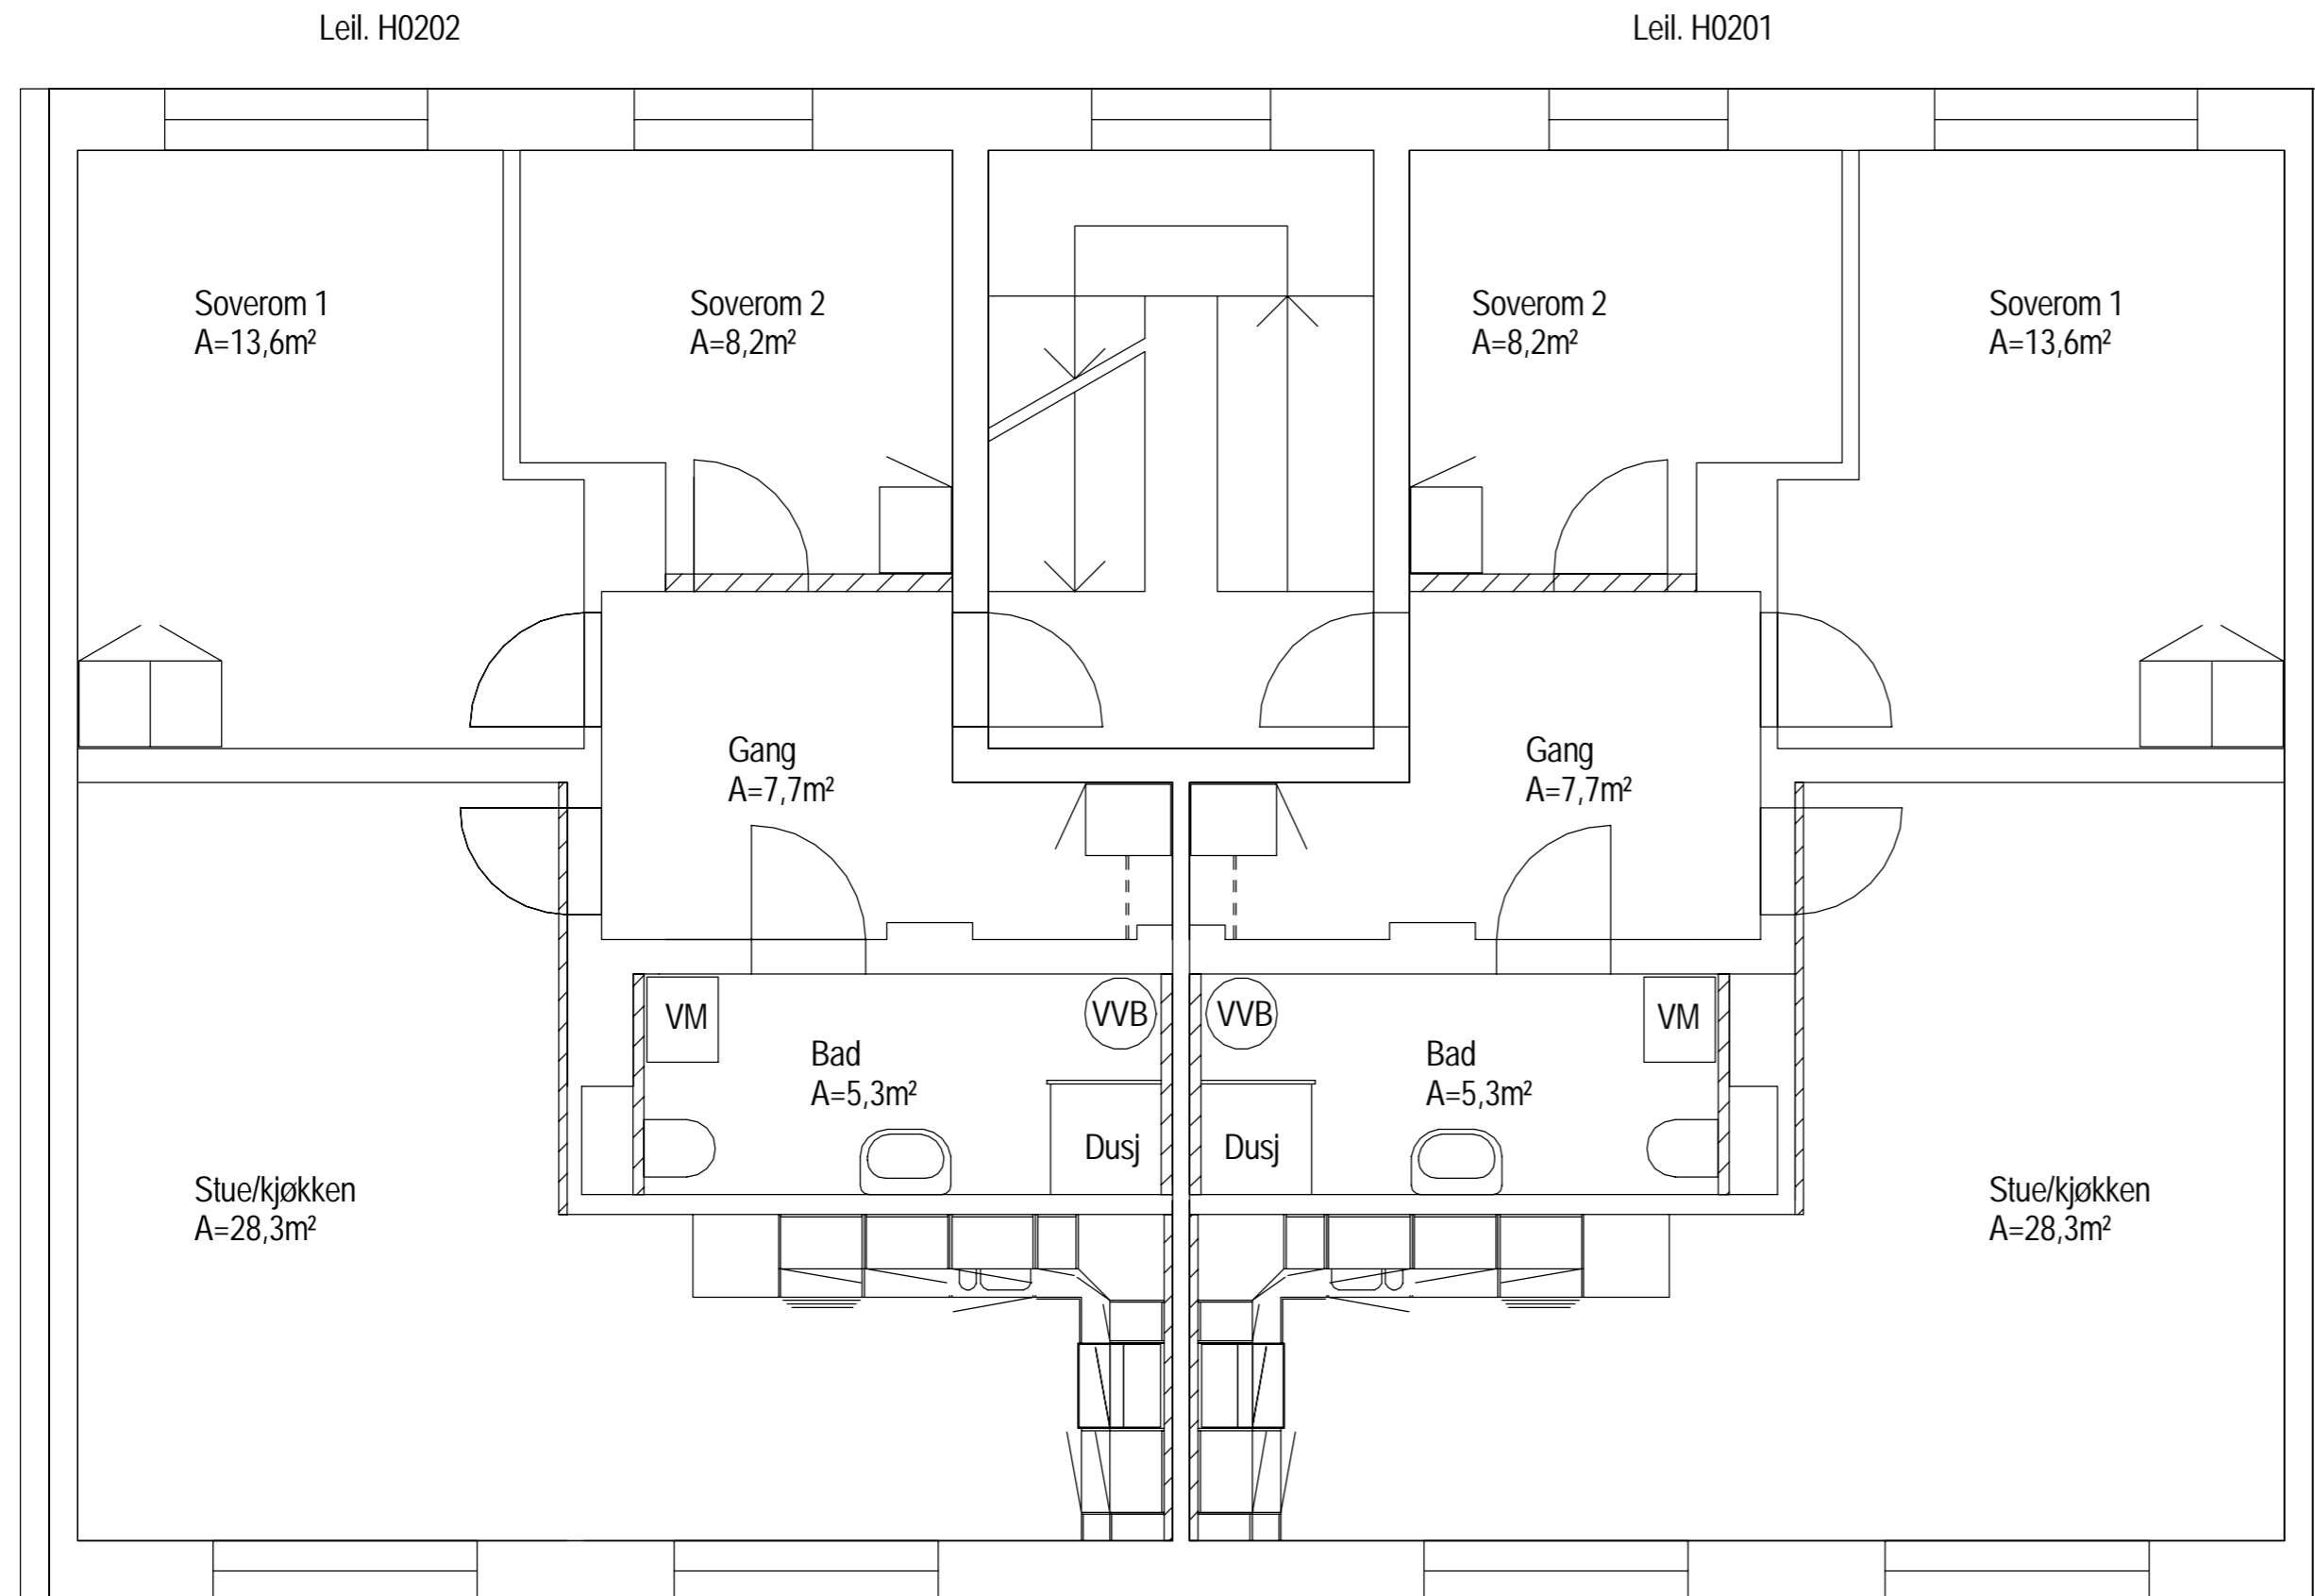 Leil. H0202
Leil. H0201
Soverom 1
A=13,6m²
Soverom 2
A=8,2m²
Soverom 2
A=8,2m²
Soverom 1
A=13,6m²
Gang
A=7,7m²
Gang
A=7,7m²
VM
VVB
VVB
VM
Bad
A=5,3m²
Bad
A=5,3m²
Dusj
Dusj
Stue/kjøkken
A=28,3m²
Stue/kjøkken
A=28,3m²